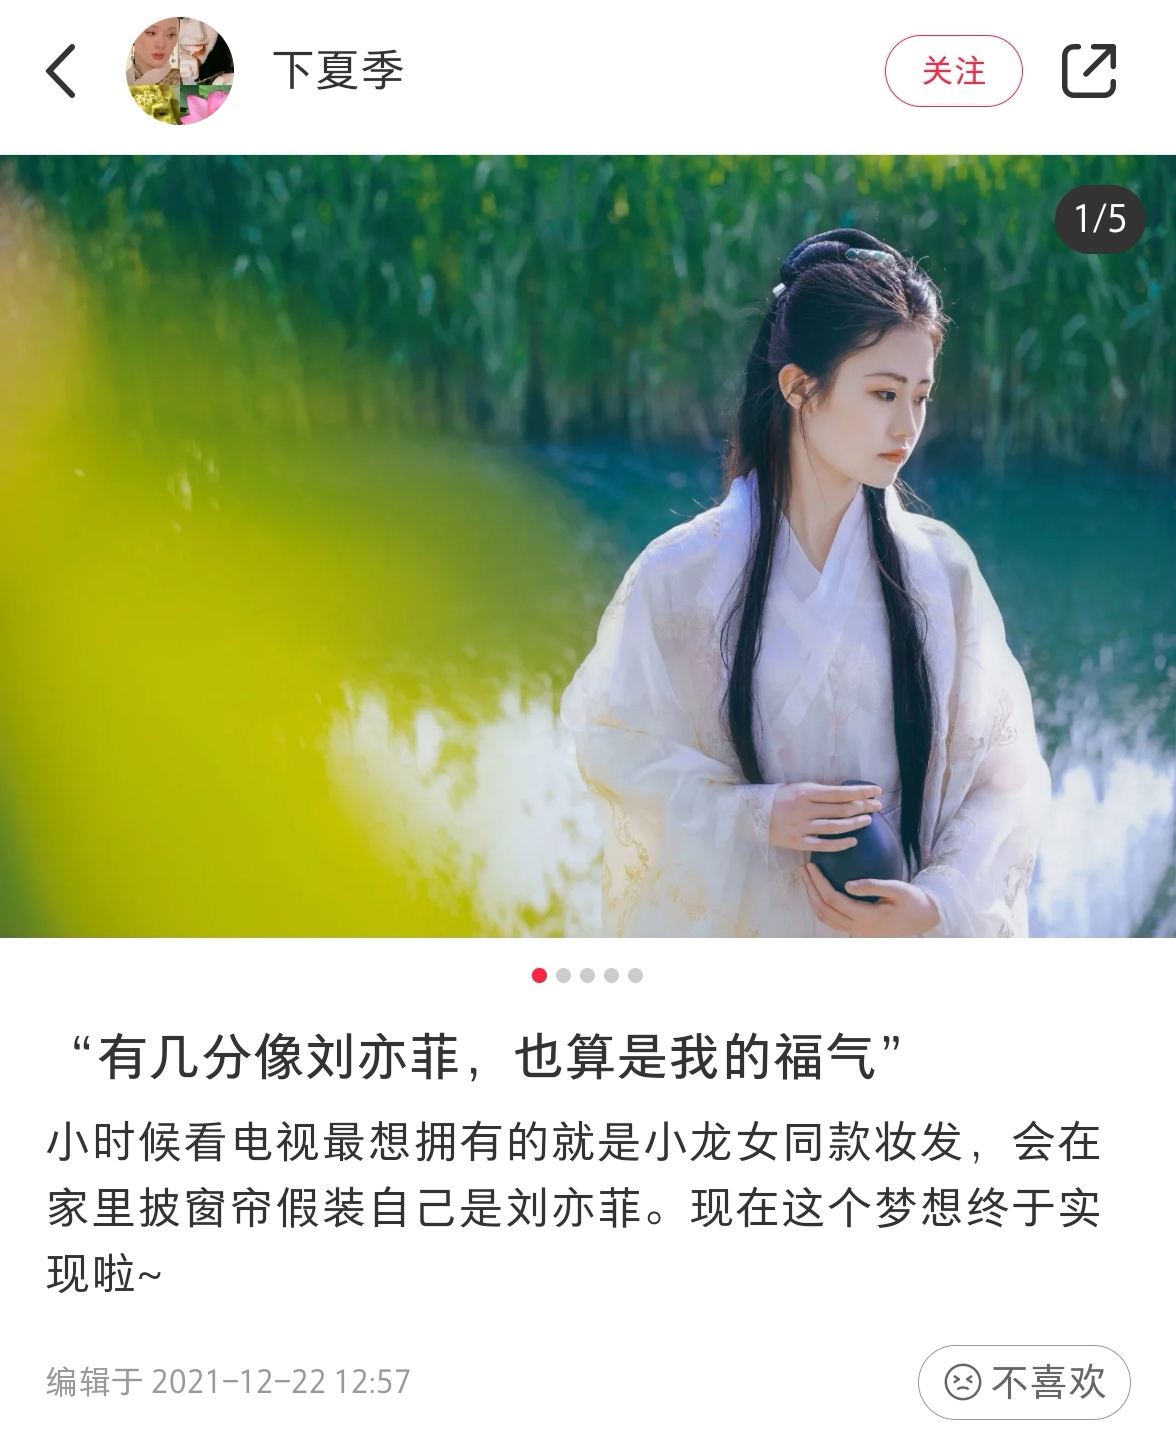 下夏季
关注
1/5
“有几分像刘亦菲，也算是我的福气”
小时候看电视最想拥有的就是小龙女同款妆发，会在
家里披窗帘假装自己是刘亦菲。现在这个梦想终于实
现啦~
编辑于 2021-12-22 12:57
不喜欢